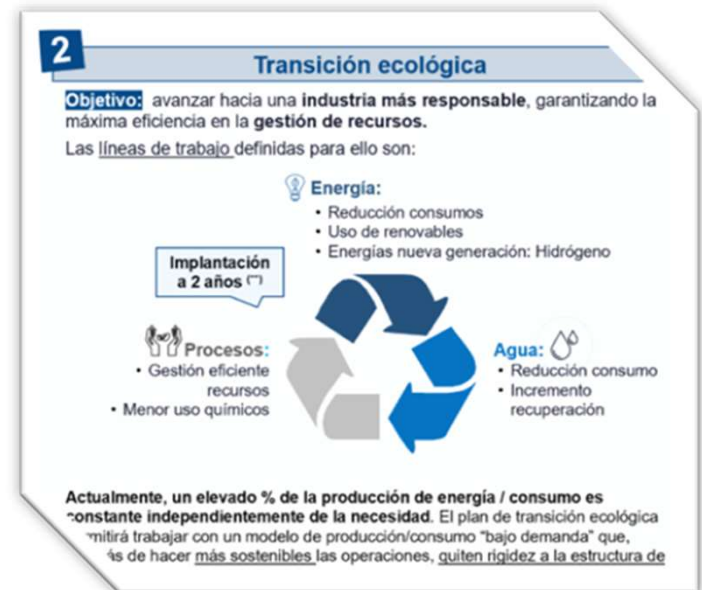 2
Transición ecológica
Objetivo: avanzar hacia una industria más responsable, garantizando la
máxima eficiencia en la gestión de recursos.
Las líneas de trabajo definidas para ello son:
Energía:
• Reducción consumos
• Uso de renovables
• Energías nueva generación: Hidrógeno
Implantación
a 2 años
Procesos:
• Gestión eficiente
recursos
• Menor uso químicos
Agua:
• Reducción consumo
• Incremento
recuperación
Actualmente, un elevado % de la producción de energía / consumo es
constante independientemente de la necesidad. El plan de transición ecológica
mitirá trabajar con un modelo de producción/consumo “bajo demanda” que,
ás de hacer más sostenibles las operaciones, quiten rigidez a la estructura de